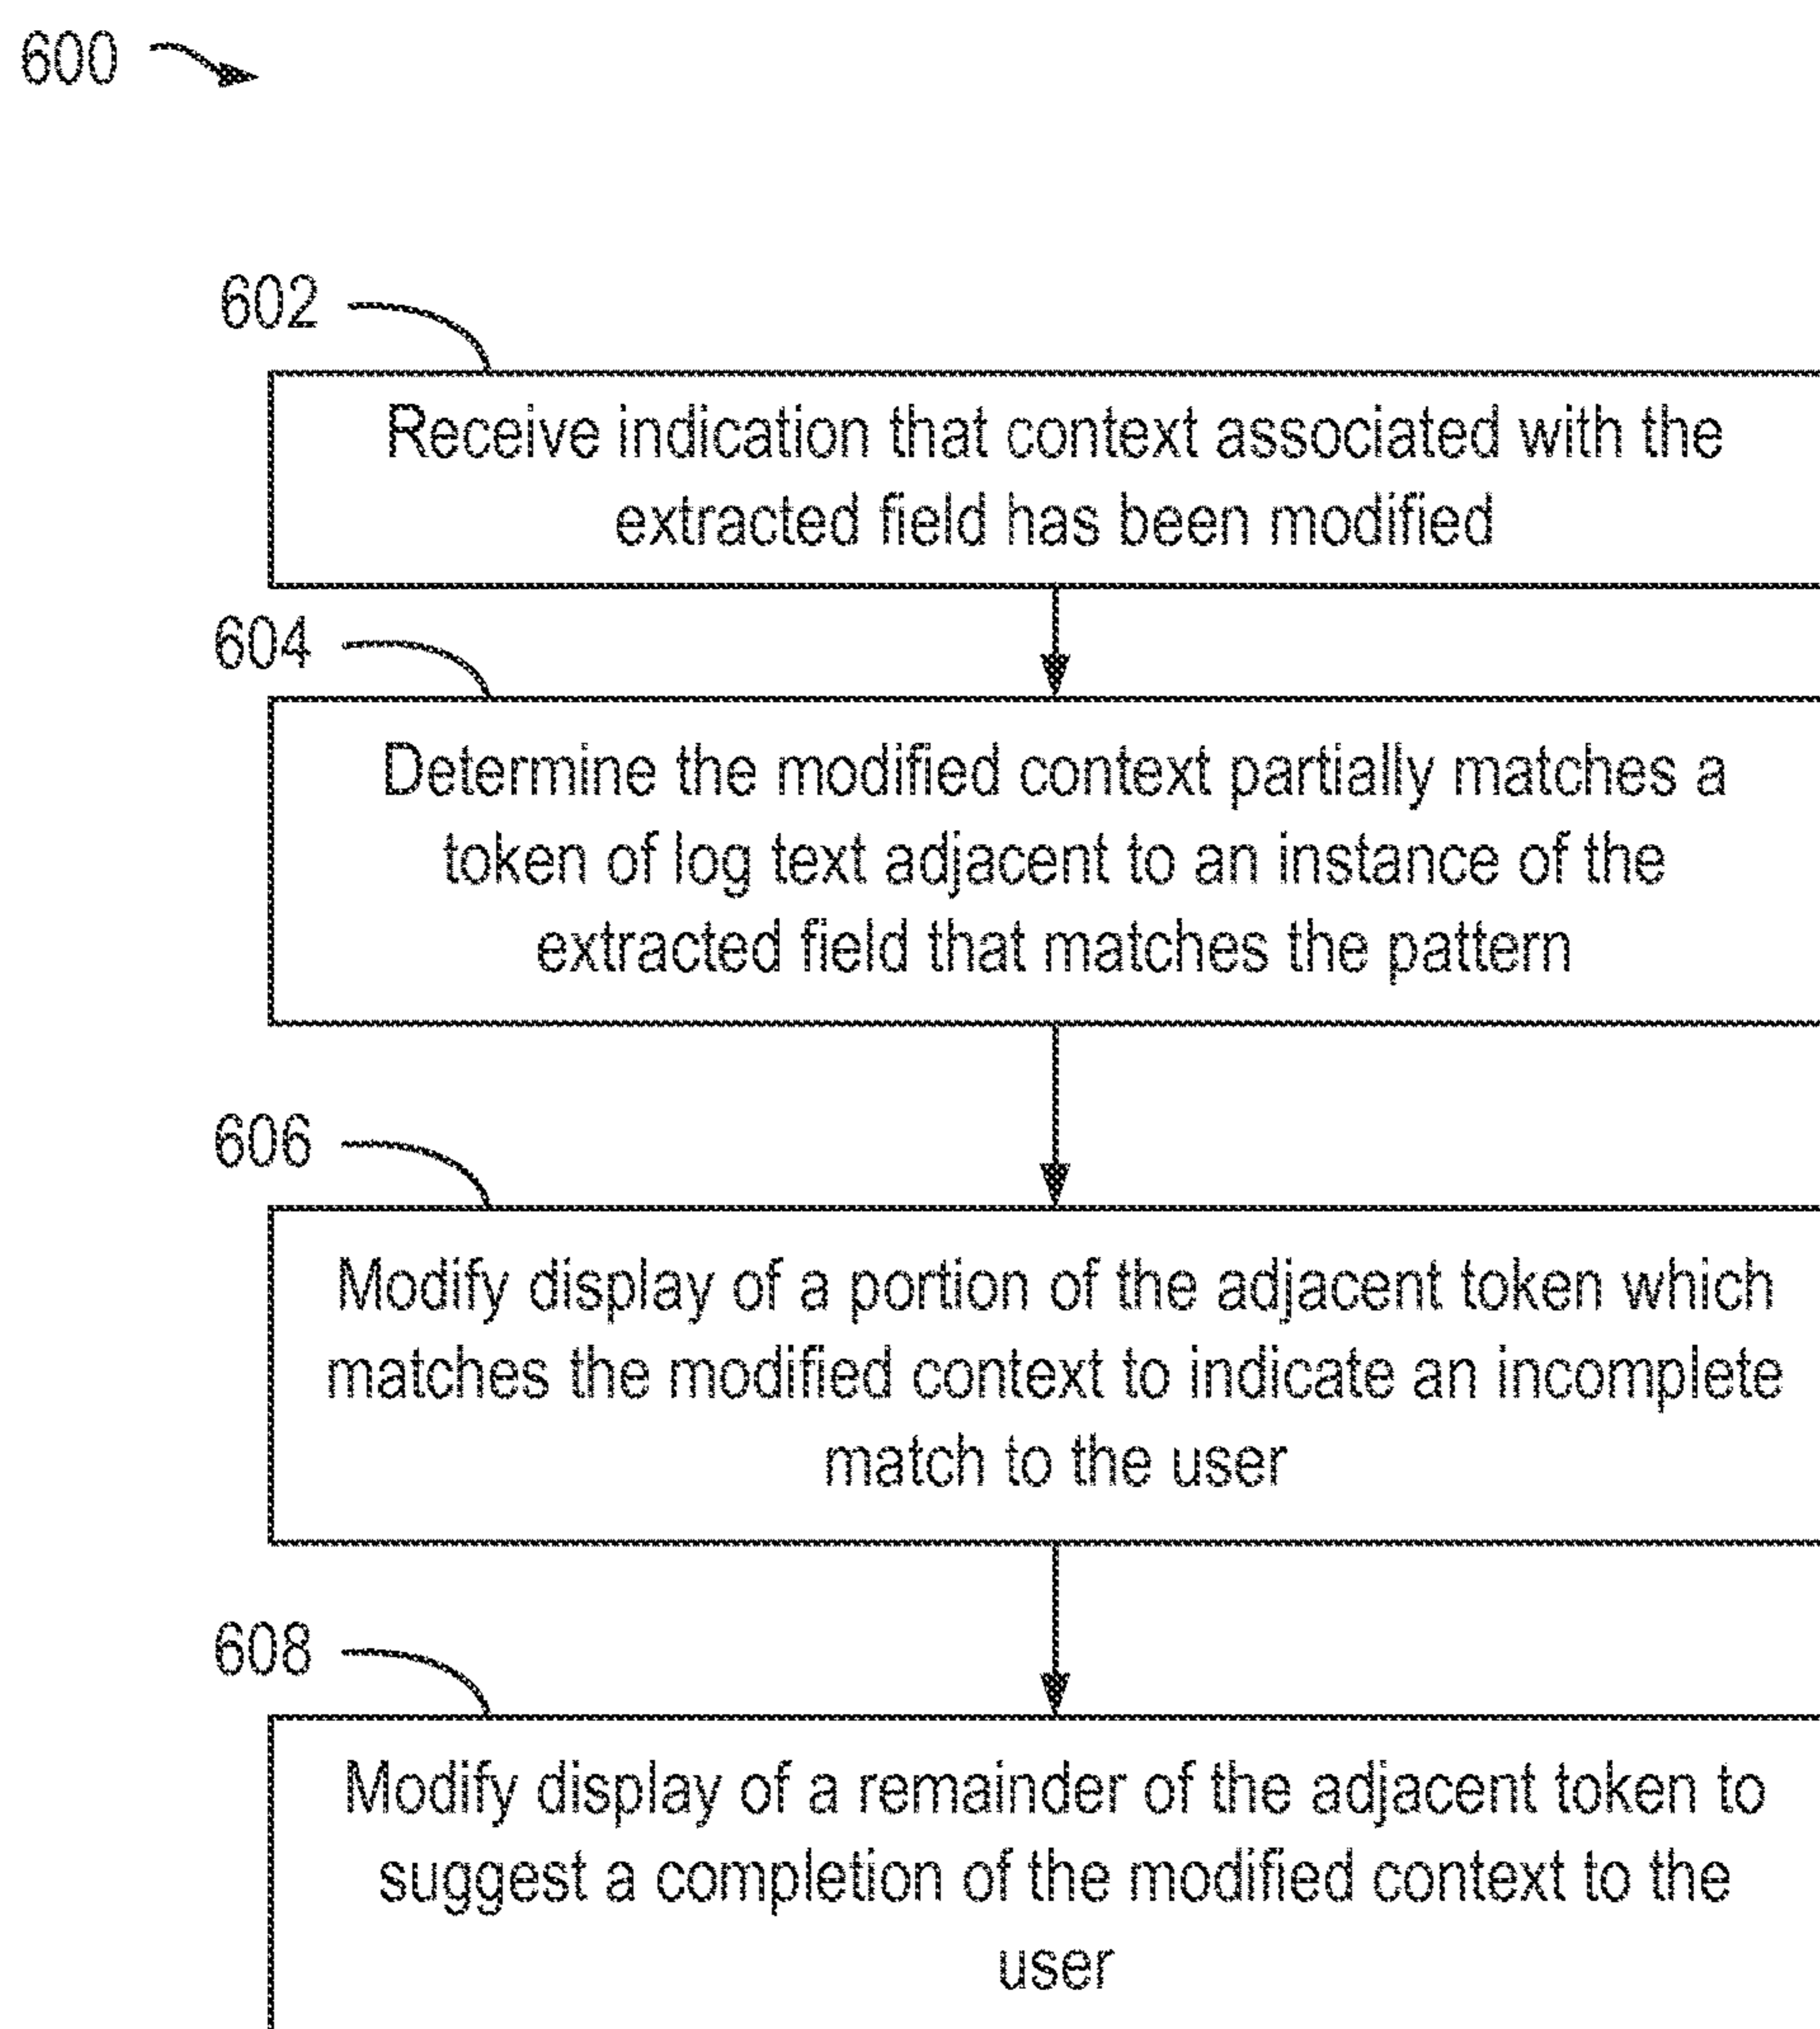 600
602
Receive indication that context associated with the
extracted field has been modified
604
Determine the modified context partially matches a
token of log text adjacent to an instance of the
extracted field that matches the pattern
606
Modify display of a portion of the adjacent token which
matches the modified context to indicate an incomplete
match to the user
608
Modify display of a remainder of the adjacent token to
suggest a completion of the modified context to the
user